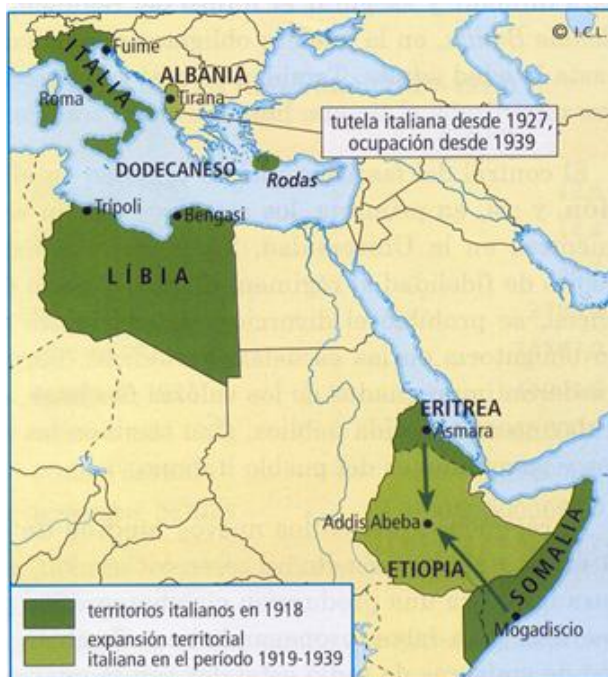 © I.C.L.
ITALIA
Fuime
ALBANIA
Roma
Tirana
tutela italiana desde 1927,
ocupación desde 1939
DODECANESO
Rodas
Trípoli
Bengasi
LÍBIA
ERITREA
Asmara
Addis Abeba
ETIOPIA
SOMALIA
Mogadiscio
territorios italianos en 1918
expansión territorial
italiana en el período 1919-1939